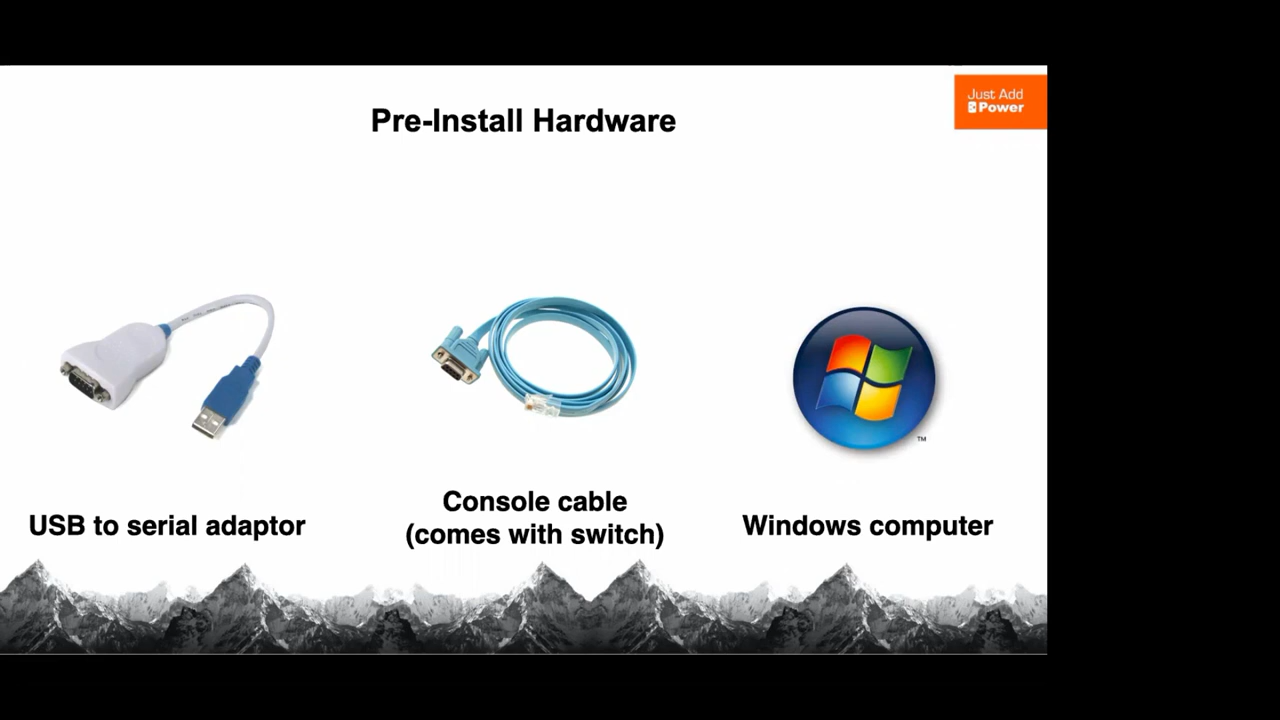 Just Add
Power
Pre-Install Hardware
TM
USB to serial adaptor
Console cable
(comes with switch)
Windows computer